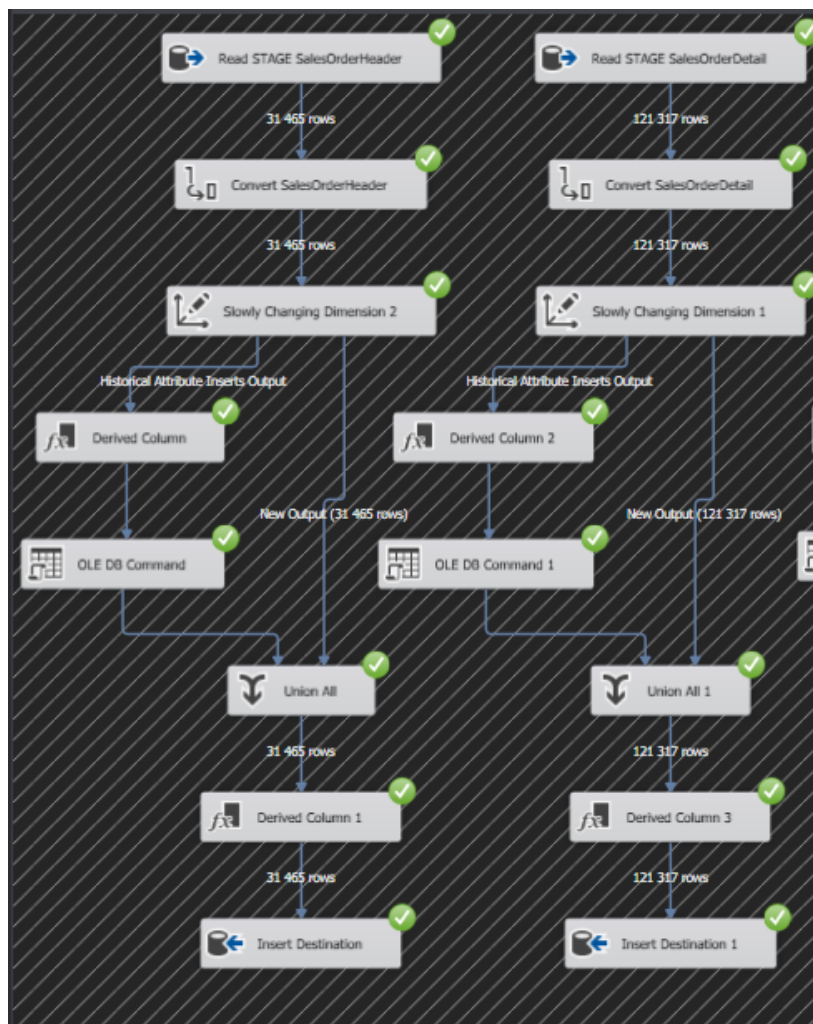 Read STAGE SalesOrderHeader
31 465 rows
Convert SalesOrderHeader
31 465 rows
Slowly Changing Dimension 2
Historical Attribute Inserts Output
Derived Column
New Output (31 465 rows)
OLE DB Command
Union All
31 465 rows
Derived Column 1
31 465 rows
Insert Destination
Read STAGE SalesOrderDetail
121 317 rows
Convert SalesOrderDetail
121 317 rows
Slowly Changing Dimension 1
Historical Attribute Inserts Output
Derived Column 2
New Output (121 317 rows)
OLE DB Command 1
Union All 1
121 317 rows
Derived Column 3
121 317 rows
Insert Destination 1